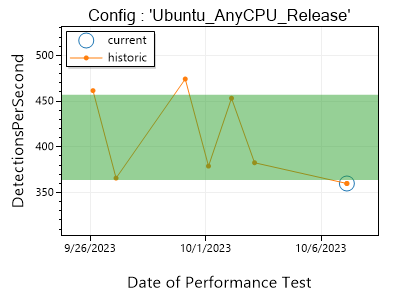 Config : 'Ubuntu_AnyCPU_Release'
current
historic
DetectionsPerSecond
500
450
400
350
9/26/2023
10/1/2023
10/6/2023
Date of Performance Test